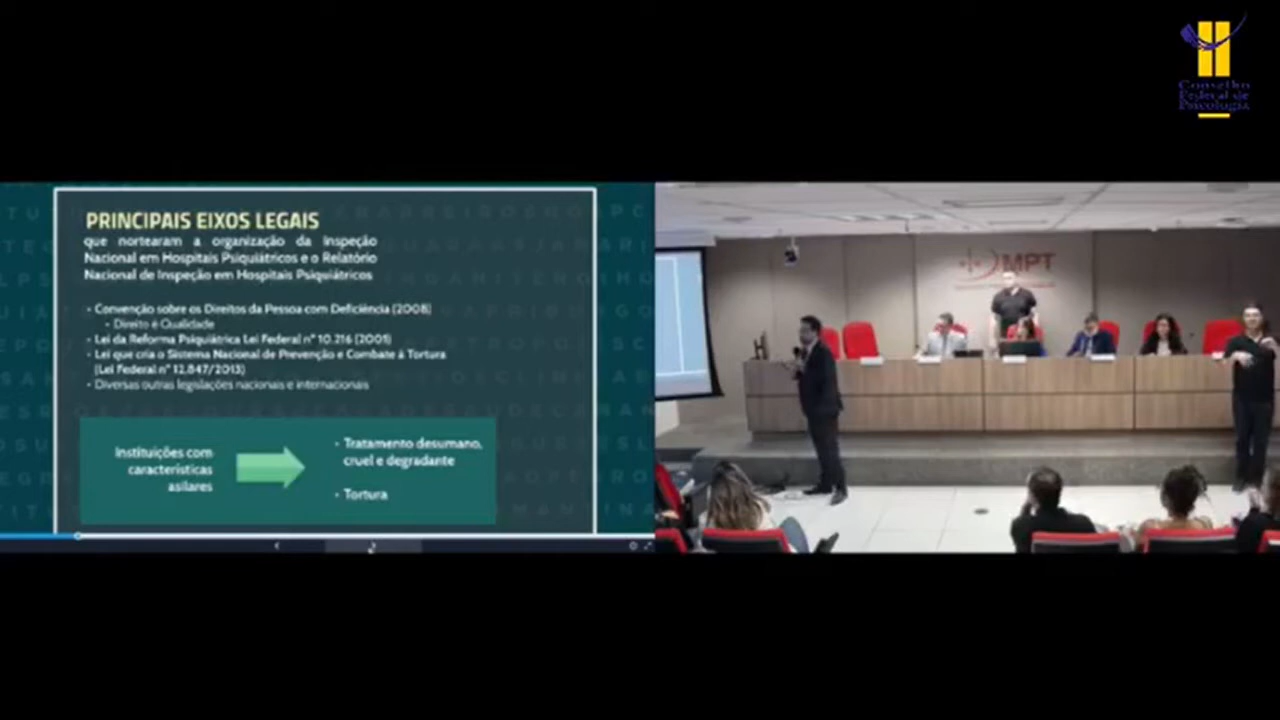 Conselho
Federal de
Psicologia
PRINCIPAIS EIXOS LEGAIS
que nortearam a organização da Inspeção
Nacional em Hospitais Psiquiátricos e o Relatório
Nacional de Inspeção em Hospitais Psiquiátricos
• Convenção sobre os Direitos da Pessoa com Deficiência (2008)
• Direito é Qualidade
• Lei da Reforma Psiquiátrica Lei Federal nº 10.216 (2001)
• Lei que cria o Sistema Nacional de Prevenção e Combate à Tortura
(Lei Federal nº 12.847/2013)
• Diversas outras legislações nacionais e internacionais
Instituições com
características
asilares
• Tratamento desumano,
cruel e degradante
• Tortura
MPT